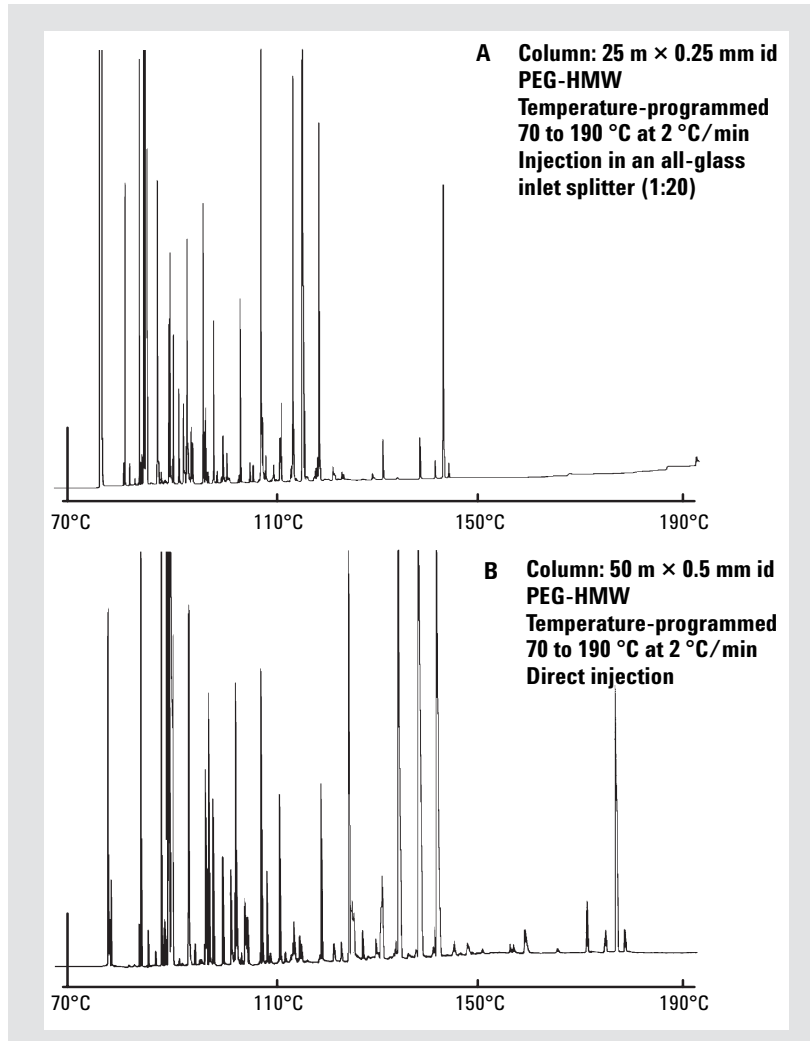 A Column: 25 m × 0.25 mm id
PEG-HMW
Temperature-programmed
70 to 190 °C at 2 °C/min
Injection in an all-glass
inlet splitter (1:20)
70°C 110°C 150°C 190°C
B Column: 50 m × 0.5 mm id
PEG-HMW
Temperature-programmed
70 to 190 °C at 2 °C/min
Direct injection
70°C 110°C 150°C 190°C